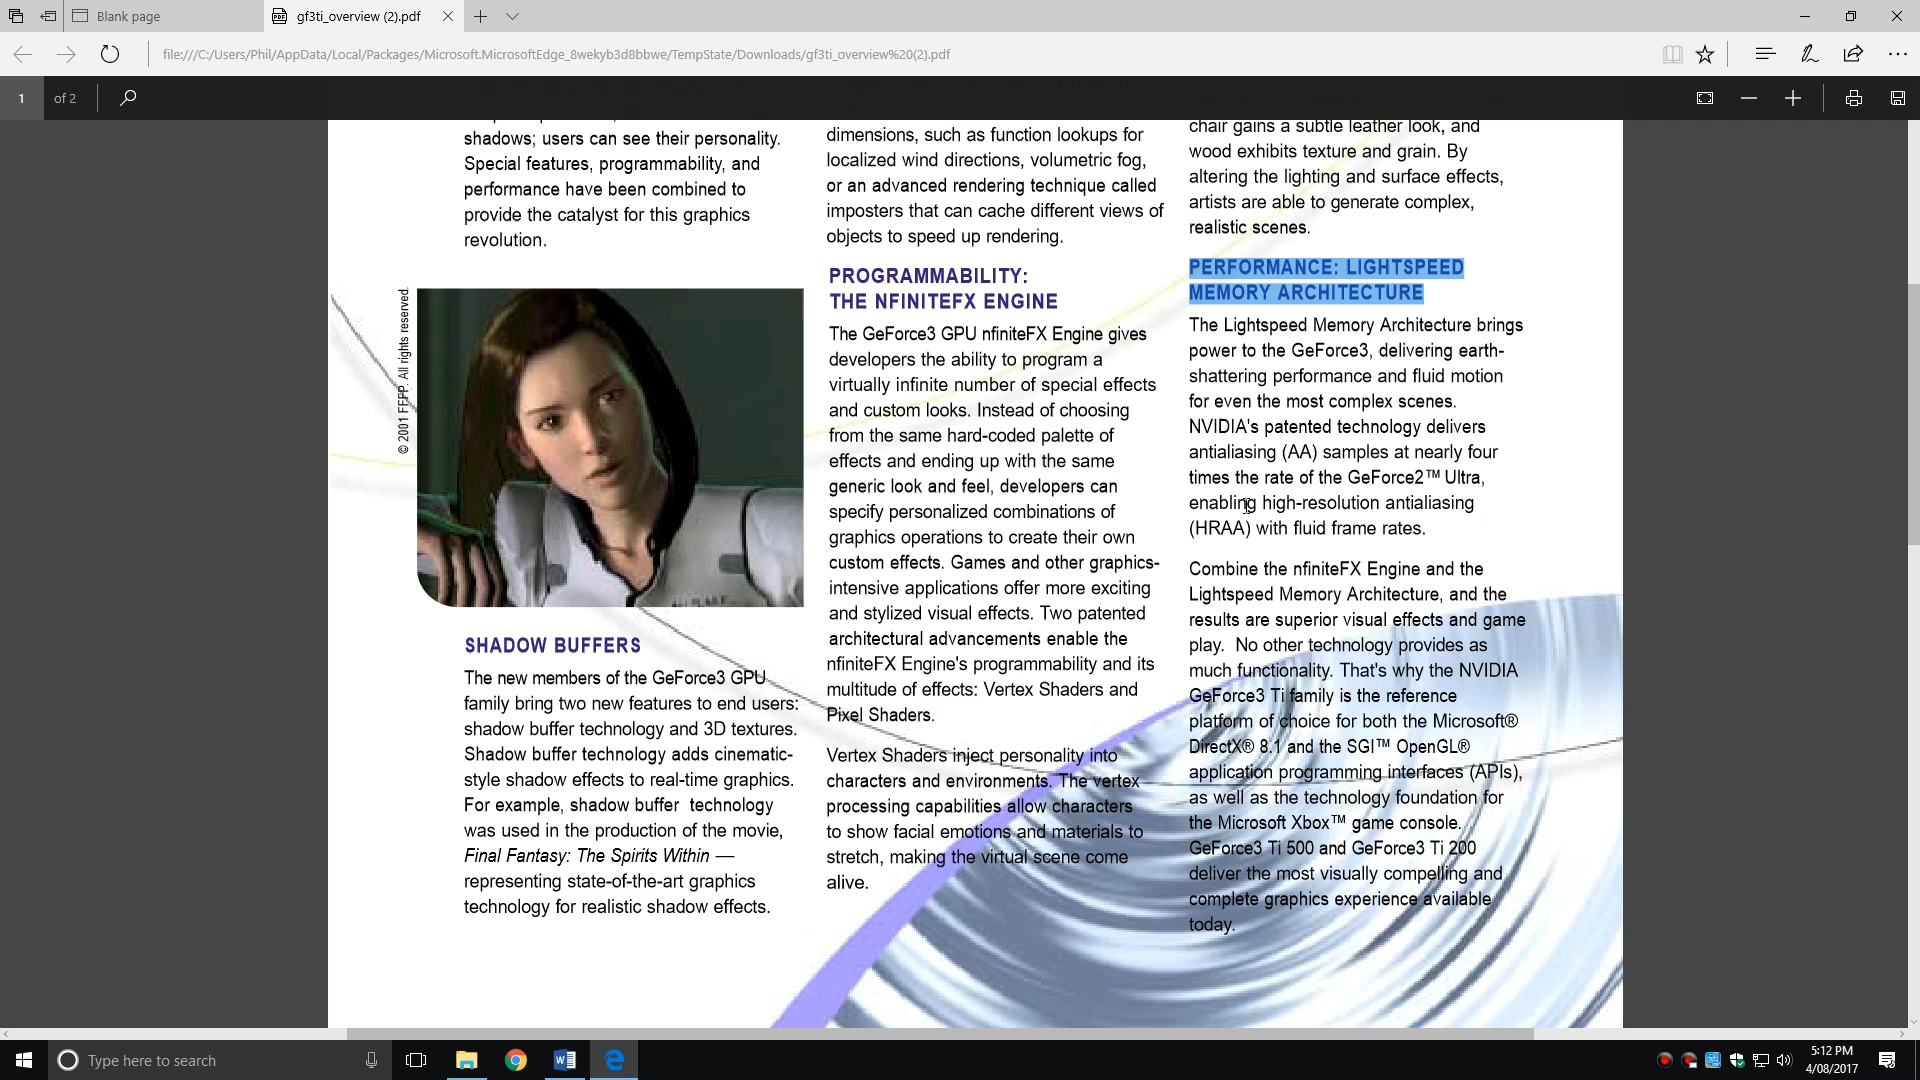 Blank page
gf3ti_overview (2).pdf
file:///C:/Users/Phil/AppData/Local/Packages/Microsoft.MicrosoftEdge_8wekyb3d8bbwe/TempState/Downloads/gf3ti_overview%20(2).pdf
1 of 2
shadows; users can see their personality.
Special features, programmability, and
performance have been combined to
provide the catalyst for this graphics
revolution.
© 2001 FFFP. All rights reserved.
SHADOW BUFFERS
The new members of the GeForce3 GPU
family bring two new features to end users:
shadow buffer technology and 3D textures.
Shadow buffer technology adds cinematic-
style shadow effects to real-time graphics.
For example, shadow buffer  technology
was used in the production of the movie,
Final Fantasy: The Spirits Within —
representing state-of-the-art graphics
technology for realistic shadow effects.
dimensions, such as function lookups for
localized wind directions, volumetric fog,
or an advanced rendering technique called
imposters that can cache different views of
objects to speed up rendering.
PROGRAMMABILITY:
THE NFINITEFX ENGINE
The GeForce3 GPU nfiniteFX Engine gives
developers the ability to program a
virtually infinite number of special effects
and custom looks. Instead of choosing
from the same hard-coded palette of
effects and ending up with the same
generic look and feel, developers can
specify personalized combinations of
graphics operations to create their own
custom effects. Games and other graphics-
intensive applications offer more exciting
and stylized visual effects. Two patented
architectural advancements enable the
nfiniteFX Engine's programmability and its
multitude of effects: Vertex Shaders and
Pixel Shaders.
Vertex Shaders inject personality into
characters and environments. The vertex
processing capabilities allow characters
to show facial emotions and materials to
stretch, making the virtual scene come
alive.
chair gains a subtle leather look, and
wood exhibits texture and grain. By
altering the lighting and surface effects,
artists are able to generate complex,
realistic scenes.
PERFORMANCE: LIGHTSPEED
MEMORY ARCHITECTURE
The Lightspeed Memory Architecture brings
power to the GeForce3, delivering earth-
shattering performance and fluid motion
for even the most complex scenes.
NVIDIA's patented technology delivers
antialiasing (AA) samples at nearly four
times the rate of the GeForce2™ Ultra,
enabling high-resolution antialiasing
(HRAA) with fluid frame rates.
Combine the nfiniteFX Engine and the
Lightspeed Memory Architecture, and the
results are superior visual effects and game
play.  No other technology provides as
much functionality. That's why the NVIDIA
GeForce3 Ti family is the reference
platform of choice for both the Microsoft®
DirectX® 8.1 and the SGI™ OpenGL®
application programming interfaces (APIs),
as well as the technology foundation for
the Microsoft Xbox™ game console.
GeForce3 Ti 500 and GeForce3 Ti 200
deliver the most visually compelling and
complete graphics experience available
today.
Type here to search
5:12 PM
4/08/2017